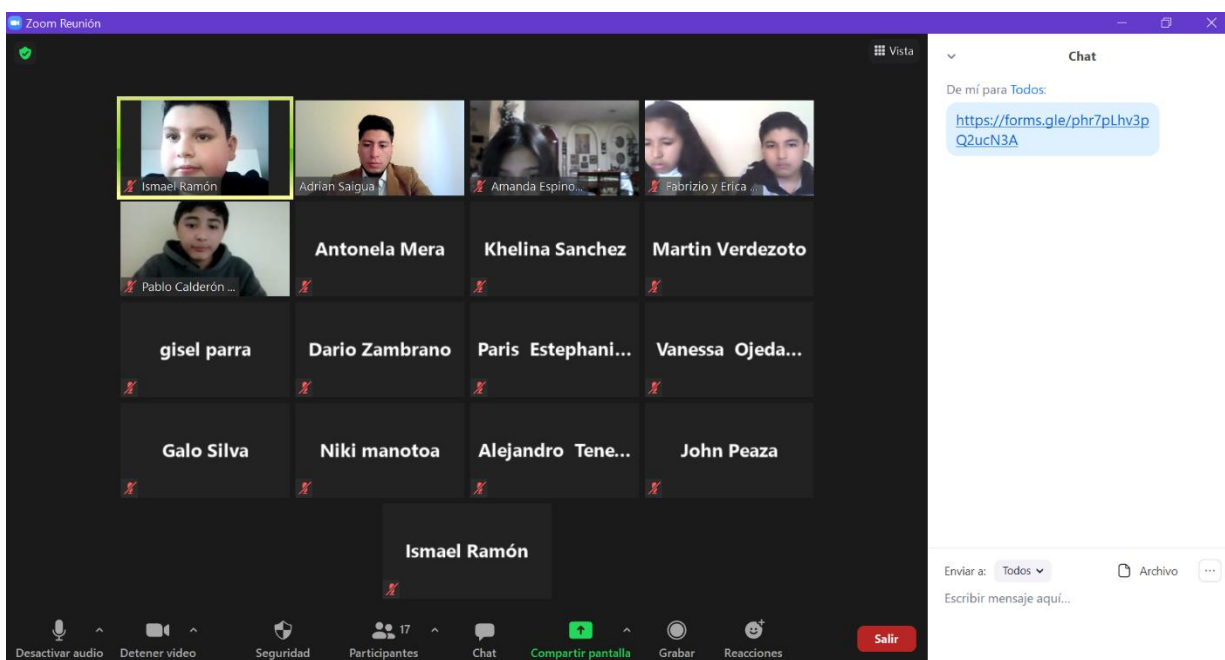 Zoom Reunión
Vista
Ismael Ramón
Adrian Saigua
Amanda Espino...
Fabrizio y Erica ...
Pablo Calderón ...
Antonela Mera
Khelina Sanchez
Martin Verdezoto
gisel parra
Dario Zambrano
Paris Estephani...
Vanessa Ojeda...
Galo Silva
Niki manotoa
Alejandro Tene...
John Peaza
Ismael Ramón
Desactivar audio
Detener video
Seguridad
17
Participantes
Chat
Compartir pantalla
Grabar
Reacciones
Salir
Chat
De mí para Todos:
https://forms.gle/phr7pLhv3p
Q2ucN3A
Enviar a: Todos
Archivo
...
Escribir mensaje aquí...